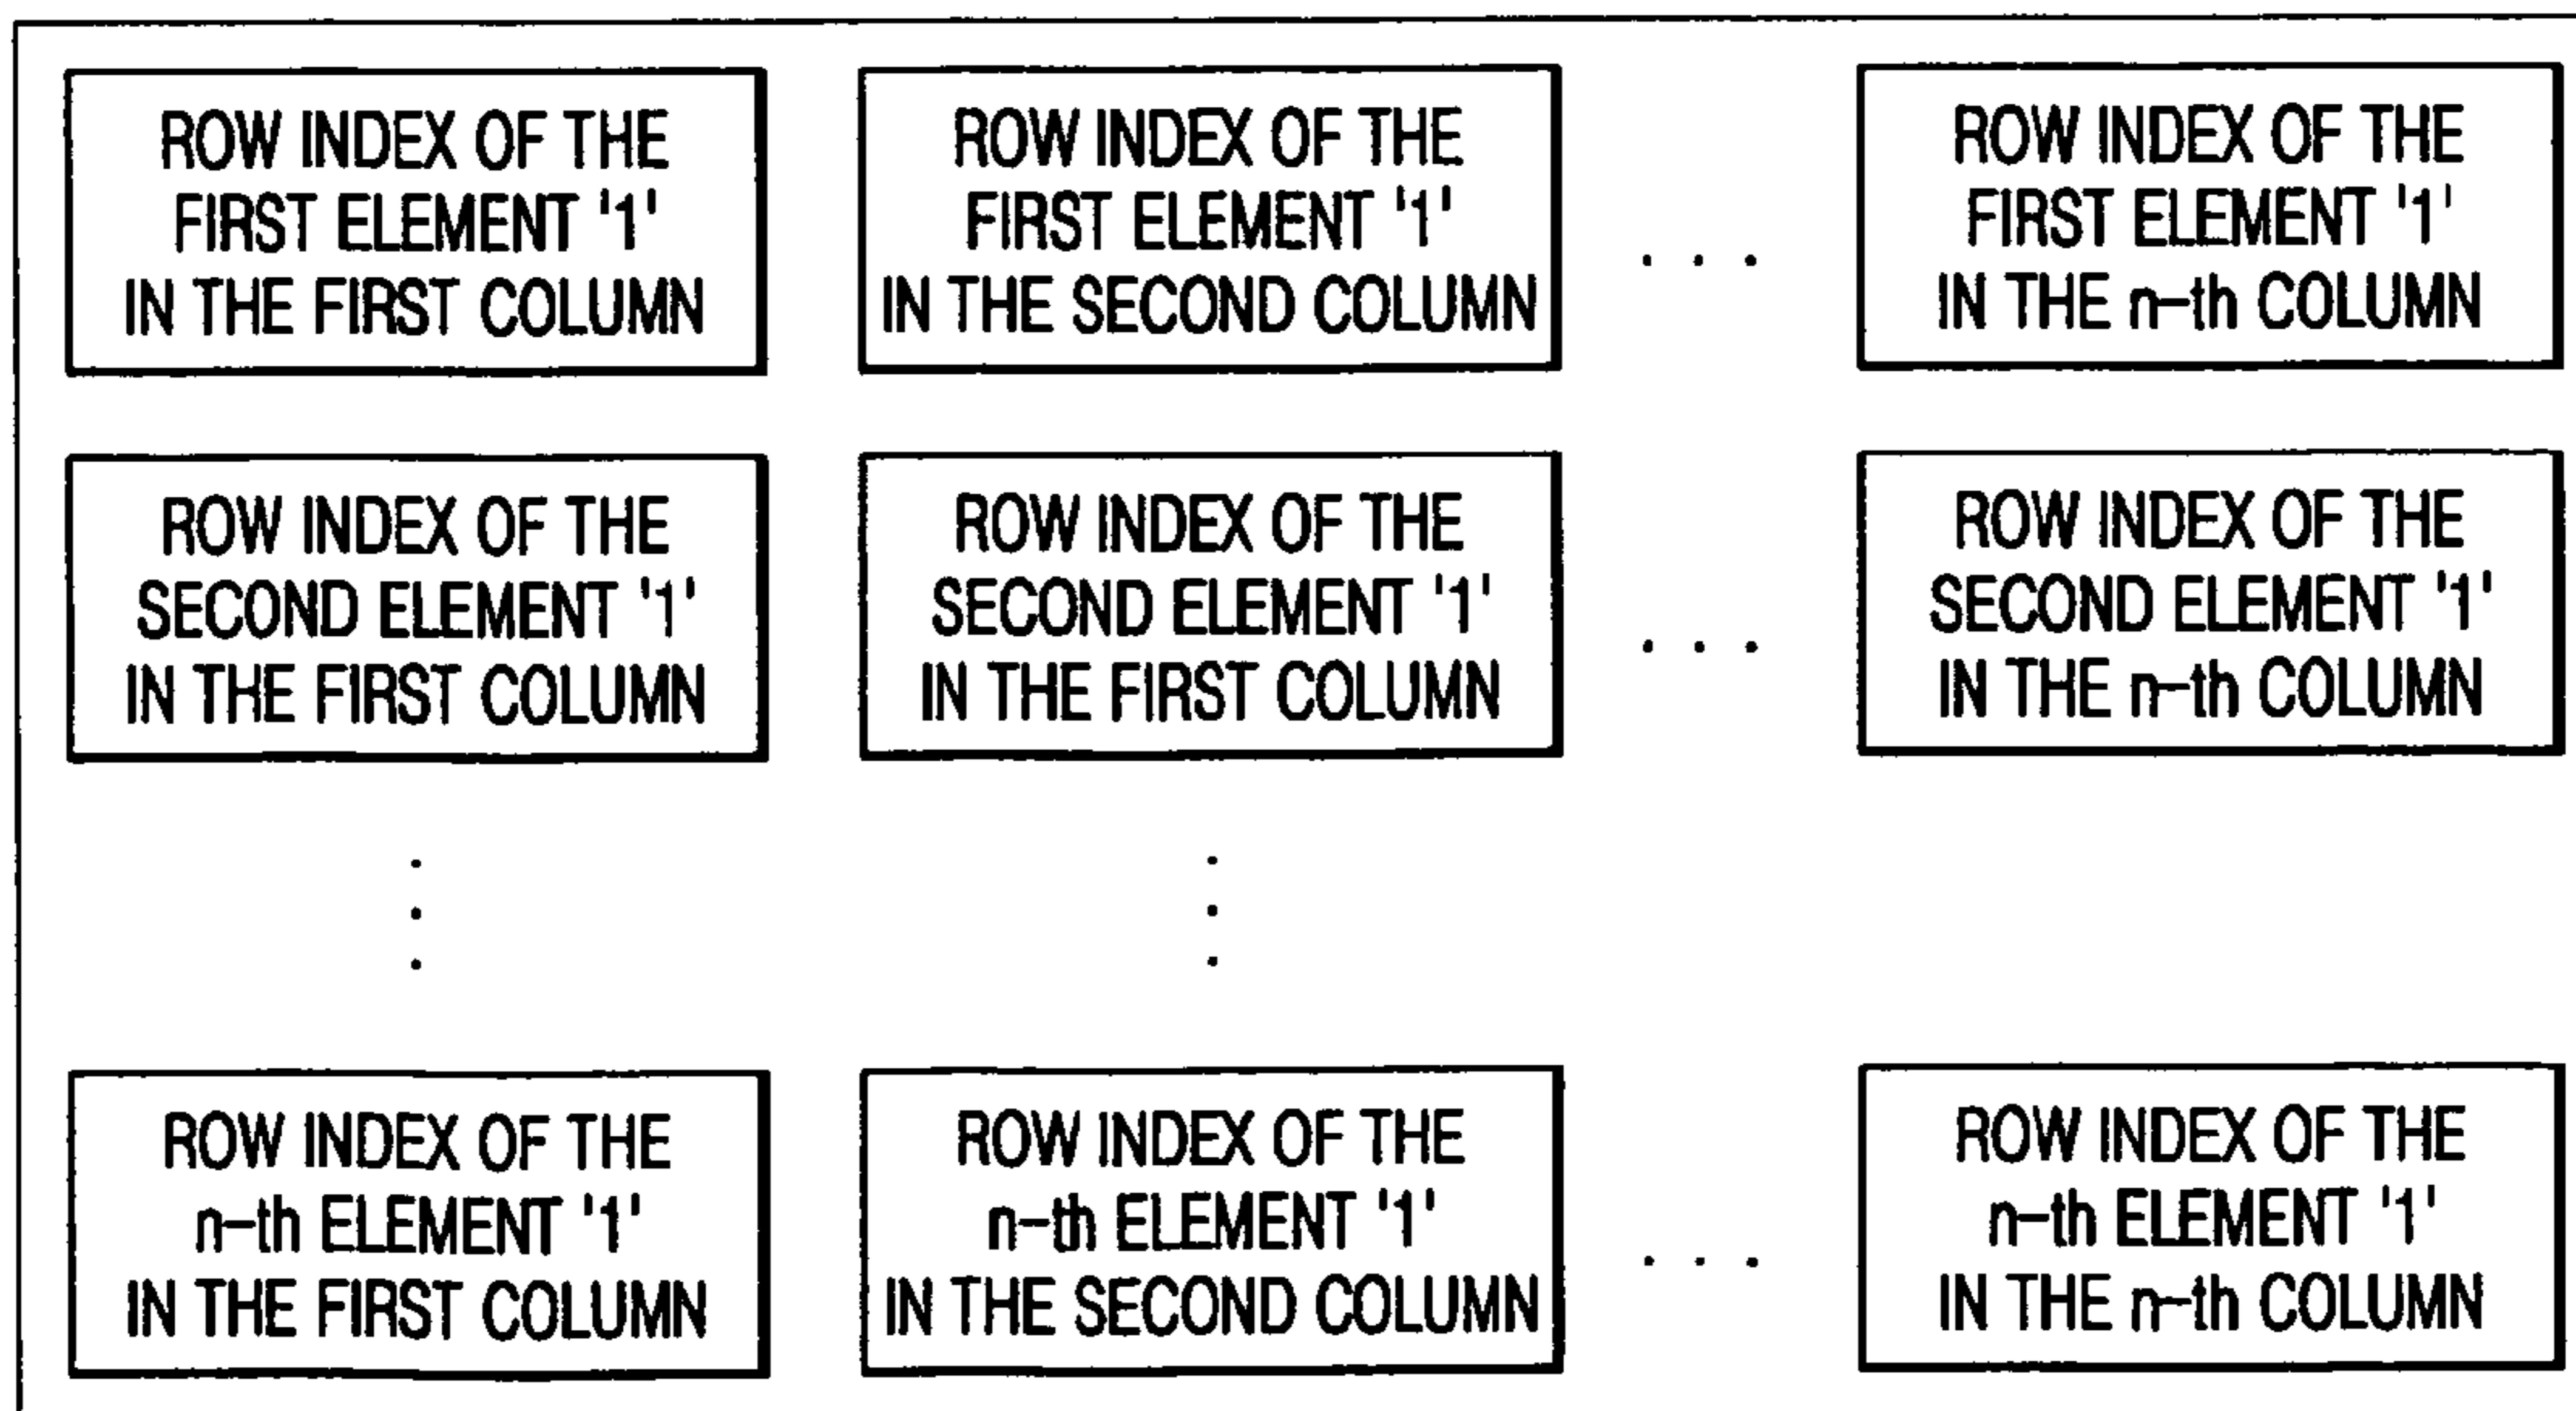 ROW INDEX OF THE
FIRST ELEMENT '1'
IN THE FIRST COLUMN
ROW INDEX OF THE
FIRST ELEMENT '1'
IN THE SECOND COLUMN
. . .
ROW INDEX OF THE
FIRST ELEMENT '1'
IN THE n-th COLUMN
ROW INDEX OF THE
SECOND ELEMENT '1'
IN THE FIRST COLUMN
ROW INDEX OF THE
SECOND ELEMENT '1'
IN THE FIRST COLUMN
. . .
ROW INDEX OF THE
SECOND ELEMENT '1'
IN THE n-th COLUMN
ROW INDEX OF THE
n-th ELEMENT '1'
IN THE FIRST COLUMN
ROW INDEX OF THE
n-th ELEMENT '1'
IN THE SECOND COLUMN
. . .
ROW INDEX OF THE
n-th ELEMENT '1'
IN THE n-th COLUMN